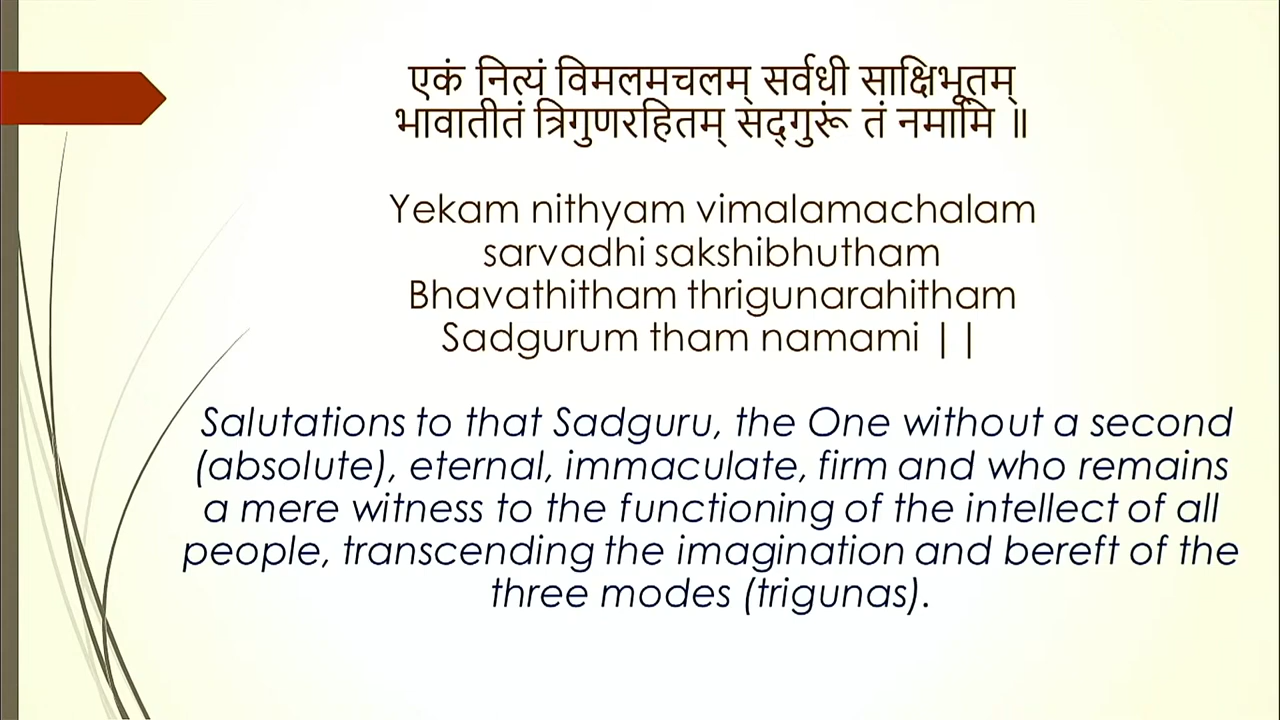 एकं नित्यं विमलमचलम् सर्वधी साक्षिभूतम्
भावातीतं त्रिगुणरहितम् सद्‌गुरूं तं नमामि ॥
Yekam nithyam vimalamachalam
sarvadhi sakshibhutham
Bhavathitham thrigunarahitham
Sadgurum tham namami ||
Salutations to that Sadguru, the One without a second
(absolute), eternal, immaculate, firm and who remains
a mere witness to the functioning of the intellect of all
people, transcending the imagination and bereft of the
three modes (trigunas).